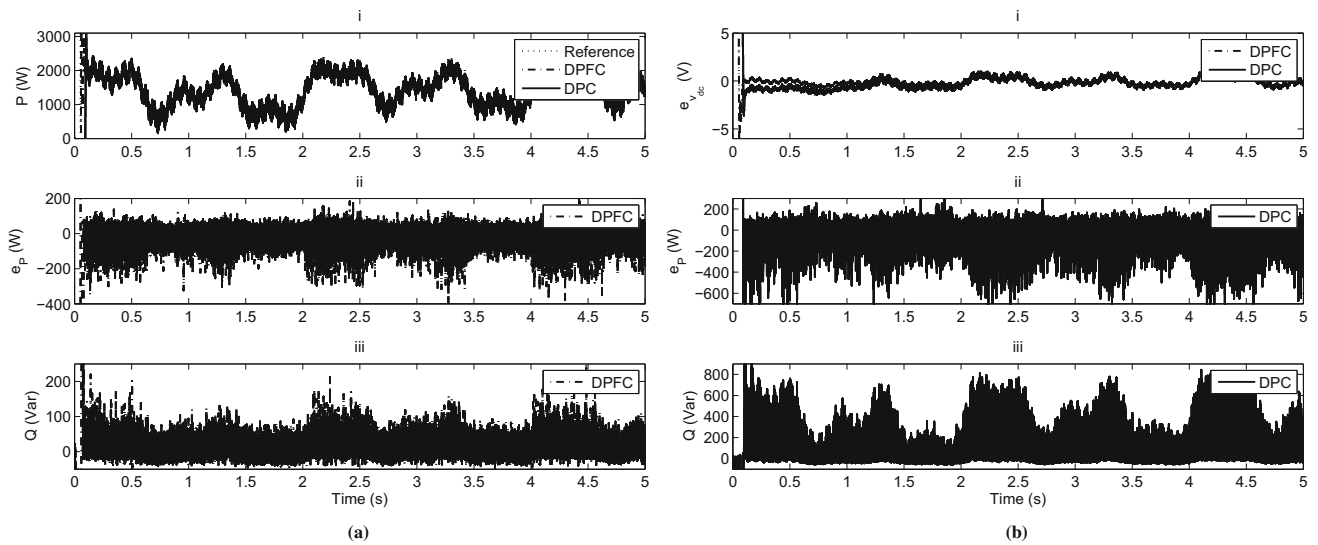 i
3000
2000
1000
0
P (W)
Reference
DPFC
DPC
0 0.5 1 1.5 2 2.5 3 3.5 4 4.5 5
ii
200
0
−200
−400
e_P (W)
DPFC
0 0.5 1 1.5 2 2.5 3 3.5 4 4.5 5
iii
200
100
0
Q (Var)
DPFC
0 0.5 1 1.5 2 2.5 3 3.5 4 4.5 5
Time (s)
(a)
i
5
0
−5
e_v_dc (V)
DPFC
DPC
0 0.5 1 1.5 2 2.5 3 3.5 4 4.5 5
ii
200
0
−200
−400
−600
e_P (W)
DPC
0 0.5 1 1.5 2 2.5 3 3.5 4 4.5 5
iii
800
600
400
200
0
Q (Var)
DPC
0 0.5 1 1.5 2 2.5 3 3.5 4 4.5 5
Time (s)
(b)